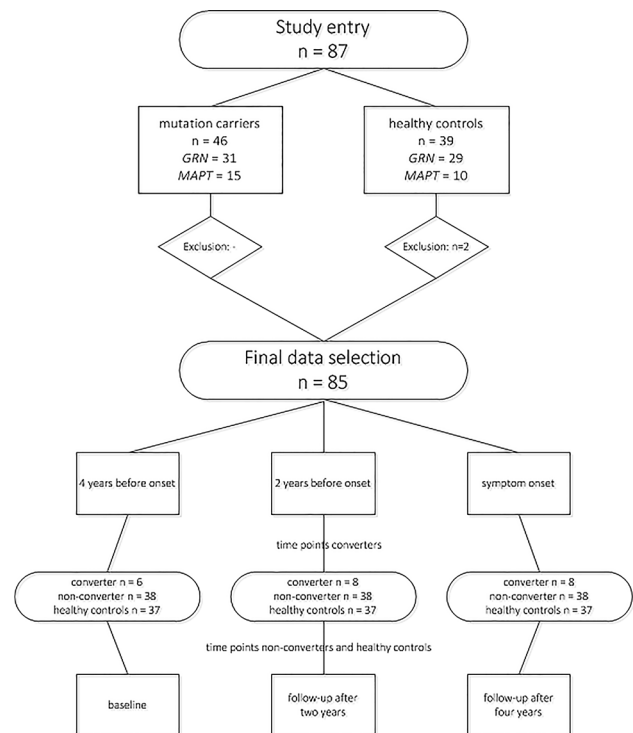 Study entry
n = 87
mutation carriers
n = 46
GRN = 31
MAPT = 15
healthy controls
n = 39
GRN = 29
MAPT = 10
Exclusion: -
Exclusion: n=2
Final data selection
n = 85
4 years before onset
2 years before onset
symptom onset
time points converters
converter n = 6
non-converter n = 38
healthy controls n = 37
converter n = 8
non-converter n = 38
healthy controls n = 37
converter n = 8
non-converter n = 38
healthy controls n = 37
time points non-converters and healthy controls
baseline
follow-up after
two years
follow-up after
four years